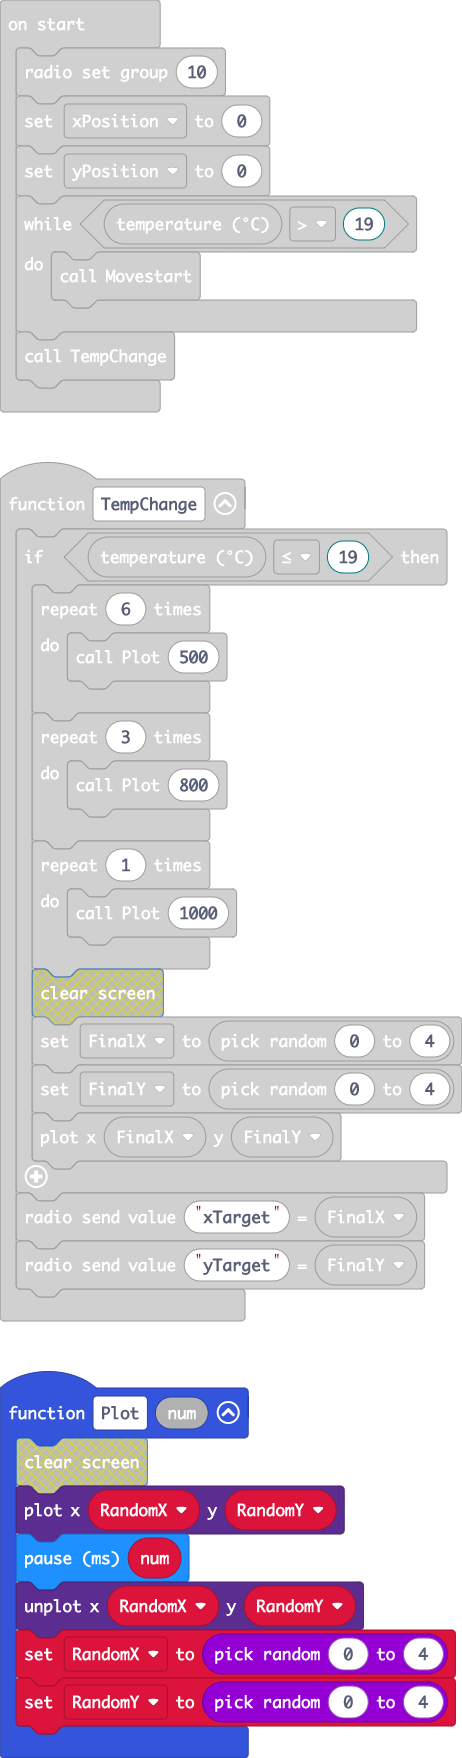 on start
radio set group 10
set xPosition to 0
set yPosition to 0
while temperature (°C) > 19
do call Movestart
call TempChange
function TempChange
if temperature (°C) ≤ 19 then
repeat 6 times
do call Plot 500
repeat 3 times
do call Plot 800
repeat 1 times
do call Plot 1000
clear screen
set FinalX to pick random 0 to 4
set FinalY to pick random 0 to 4
plot x FinalX y FinalY
radio send value "xTarget" = FinalX
radio send value "yTarget" = FinalY
function Plot num
clear screen
plot x RandomX y RandomY
pause (ms) num
unplot x RandomX y RandomY
set RandomX to pick random 0 to 4
set RandomY to pick random 0 to 4